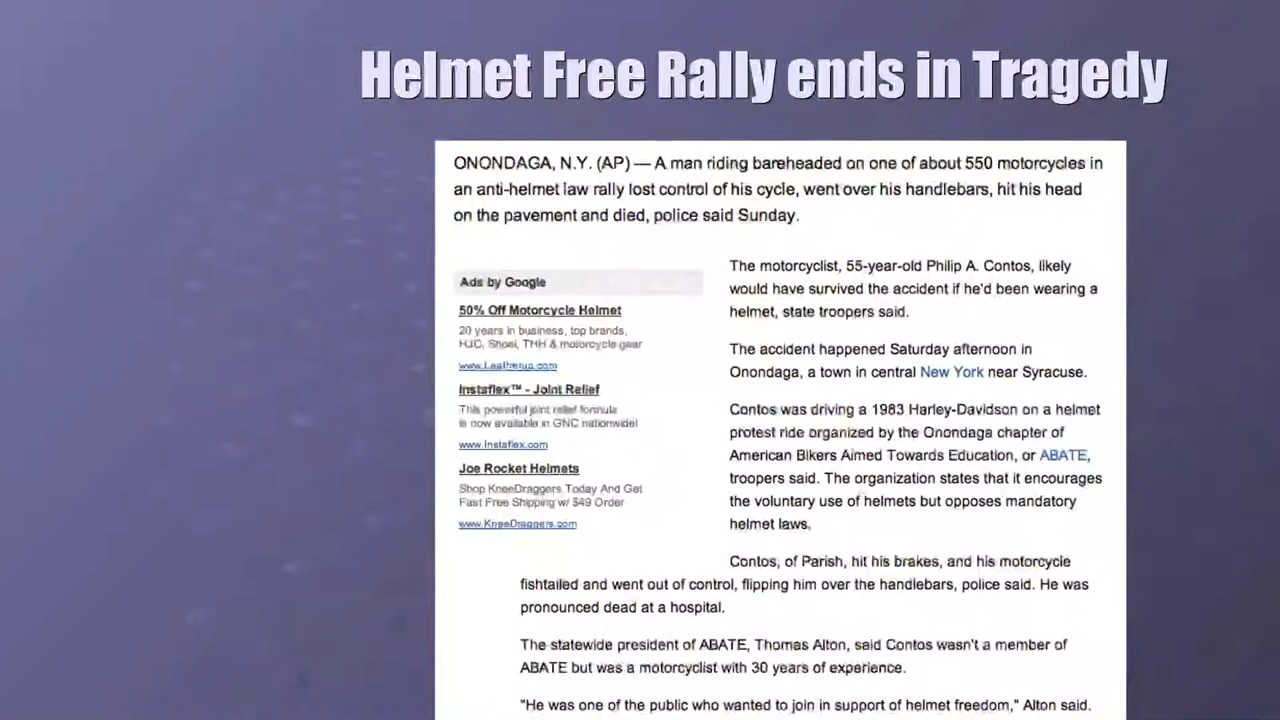 Helmet Free Rally ends in Tragedy
ONONDAGA, N.Y. (AP) — A man riding bareheaded on one of about 550 motorcycles in
an anti-helmet law rally lost control of his cycle, went over his handlebars, hit his head
on the pavement and died, police said Sunday.
Ads by Google
50% Off Motorcycle Helmet
20 years in business, top brands,
HJC, Shoei, THH & motorcycle gear
www.Leatherup.com
Instaflex™ - Joint Relief
This powerful joint relief formula
is now available in GNC nationwide!
www.Instaflex.com
Joe Rocket Helmets
Shop KneeDraggers Today And Get
Fast Free Shipping w/ $49 Order
www.KneeDraggers.com
The motorcyclist, 55-year-old Philip A. Contos, likely
would have survived the accident if he'd been wearing a
helmet, state troopers said.
The accident happened Saturday afternoon in
Onondaga, a town in central New York near Syracuse.
Contos was driving a 1983 Harley-Davidson on a helmet
protest ride organized by the Onondaga chapter of
American Bikers Aimed Towards Education, or ABATE,
troopers said. The organization states that it encourages
the voluntary use of helmets but opposes mandatory
helmet laws.
Contos, of Parish, hit his brakes, and his motorcycle
fishtailed and went out of control, flipping him over the handlebars, police said. He was
pronounced dead at a hospital.
The statewide president of ABATE, Thomas Alton, said Contos wasn't a member of
ABATE but was a motorcyclist with 30 years of experience.
"He was one of the public who wanted to join in support of helmet freedom," Alton said.